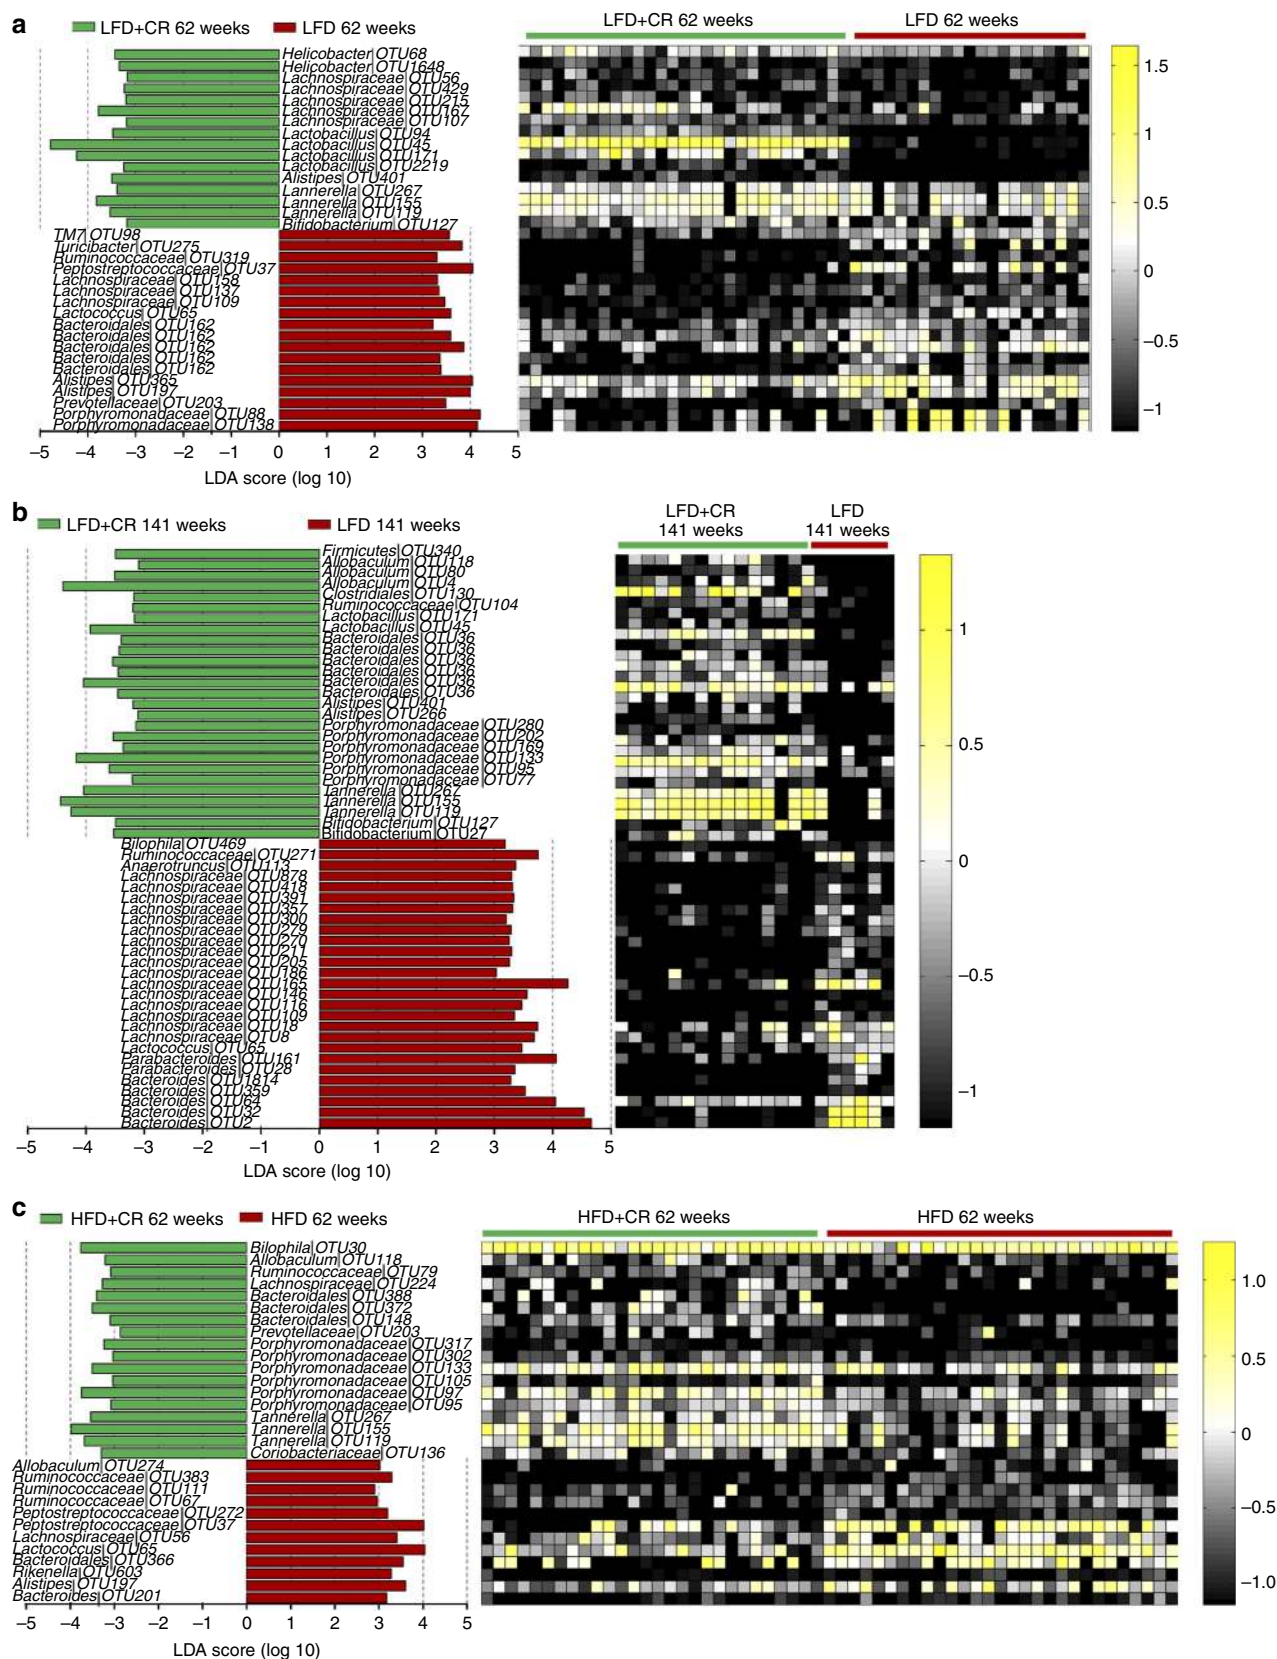 a
LFD+CR 62 weeks
LFD 62 weeks
LFD+CR 62 weeks
LFD 62 weeks
Helicobacter OTU68
Helicobacter OTU1648
Lachnospiraceae OTU56
Lachnospiraceae OTU429
Lachnospiraceae OTU215
Lachnospiraceae OTU167
Lachnospiraceae OTU107
Lactobacillus OTU94
Lactobacillus OTU45
Lactobacillus OTU171
Lactobacillus OTU2219
Alistipes OTU401
Lannerella OTU267
Lannerella OTU155
Lannerella OTU119
Bifidobacterium OTU127
TM7 OTU98
Turicibacter OTU275
Ruminococcaceae OTU319
Peptostreptococcaceae OTU37
Lachnospiraceae OTU158
Lachnospiraceae OTU137
Lachnospiraceae OTU109
Lactococcus OTU65
Bacteroidales OTU162
Bacteroidales OTU162
Bacteroidales OTU162
Bacteroidales OTU162
Bacteroidales OTU162
Alistipes OTU365
Alistipes OTU197
Prevotellaceae OTU203
Porphyromonadaceae OTU88
Porphyromonadaceae OTU138
−5 −4 −3 −2 −1 0 1 2 3 4 5
LDA score (log 10)
1.5
1
0.5
0
−0.5
−1
b
LFD+CR 141 weeks
LFD 141 weeks
LFD+CR
141 weeks
LFD
141 weeks
Firmicutes OTU340
Allobaculum OTU118
Allobaculum OTU80
Allobaculum OTU4
Clostridiales OTU130
Ruminococcaceae OTU104
Lactobacillus OTU171
Lactobacillus OTU45
Bacteroidales OTU36
Bacteroidales OTU36
Bacteroidales OTU36
Bacteroidales OTU36
Bacteroidales OTU36
Bacteroidales OTU36
Alistipes OTU401
Alistipes OTU266
Porphyromonadaceae OTU280
Porphyromonadaceae OTU202
Porphyromonadaceae OTU169
Porphyromonadaceae OTU133
Porphyromonadaceae OTU95
Porphyromonadaceae OTU77
Tannerella OTU267
Tannerella OTU155
Tannerella OTU119
Bifidobacterium OTU127
Bifidobacterium OTU27
Bilophila OTU469
Ruminococcaceae OTU271
Anaerotruncus OTU113
Lachnospiraceae OTU878
Lachnospiraceae OTU418
Lachnospiraceae OTU391
Lachnospiraceae OTU357
Lachnospiraceae OTU300
Lachnospiraceae OTU279
Lachnospiraceae OTU270
Lachnospiraceae OTU211
Lachnospiraceae OTU205
Lachnospiraceae OTU186
Lachnospiraceae OTU165
Lachnospiraceae OTU146
Lachnospiraceae OTU116
Lachnospiraceae OTU109
Lachnospiraceae OTU18
Lachnospiraceae OTU8
Lactococcus OTU65
Parabacteroides OTU161
Parabacteroides OTU28
Bacteroides OTU1814
Bacteroides OTU359
Bacteroides OTU64
Bacteroides OTU32
Bacteroides OTU2
−5 −4 −3 −2 −1 0 1 2 3 4 5
LDA score (log 10)
1
0.5
0
−0.5
−1
c
HFD+CR 62 weeks
HFD 62 weeks
HFD+CR 62 weeks
HFD 62 weeks
Bilophila OTU30
Allobaculum OTU118
Ruminococcaceae OTU79
Lachnospiraceae OTU224
Bacteroidales OTU388
Bacteroidales OTU372
Bacteroidales OTU148
Prevotellaceae OTU203
Porphyromonadaceae OTU317
Porphyromonadaceae OTU302
Porphyromonadaceae OTU133
Porphyromonadaceae OTU105
Porphyromonadaceae OTU97
Porphyromonadaceae OTU95
Tannerella OTU267
Tannerella OTU155
Tannerella OTU119
Coriobacteriaceae OTU136
Allobaculum OTU274
Ruminococcaceae OTU383
Ruminococcaceae OTU111
Ruminococcaceae OTU67
Peptostreptococcaceae OTU272
Peptostreptococcaceae OTU37
Lachnospiraceae OTU56
Lactococcus OTU65
Bacteroidales OTU366
Rikenella OTU603
Alistipes OTU197
Bacteroides OTU201
−5 −4 −3 −2 −1 0 1 2 3 4 5
LDA score (log 10)
1.0
0.5
0
−0.5
−1.0